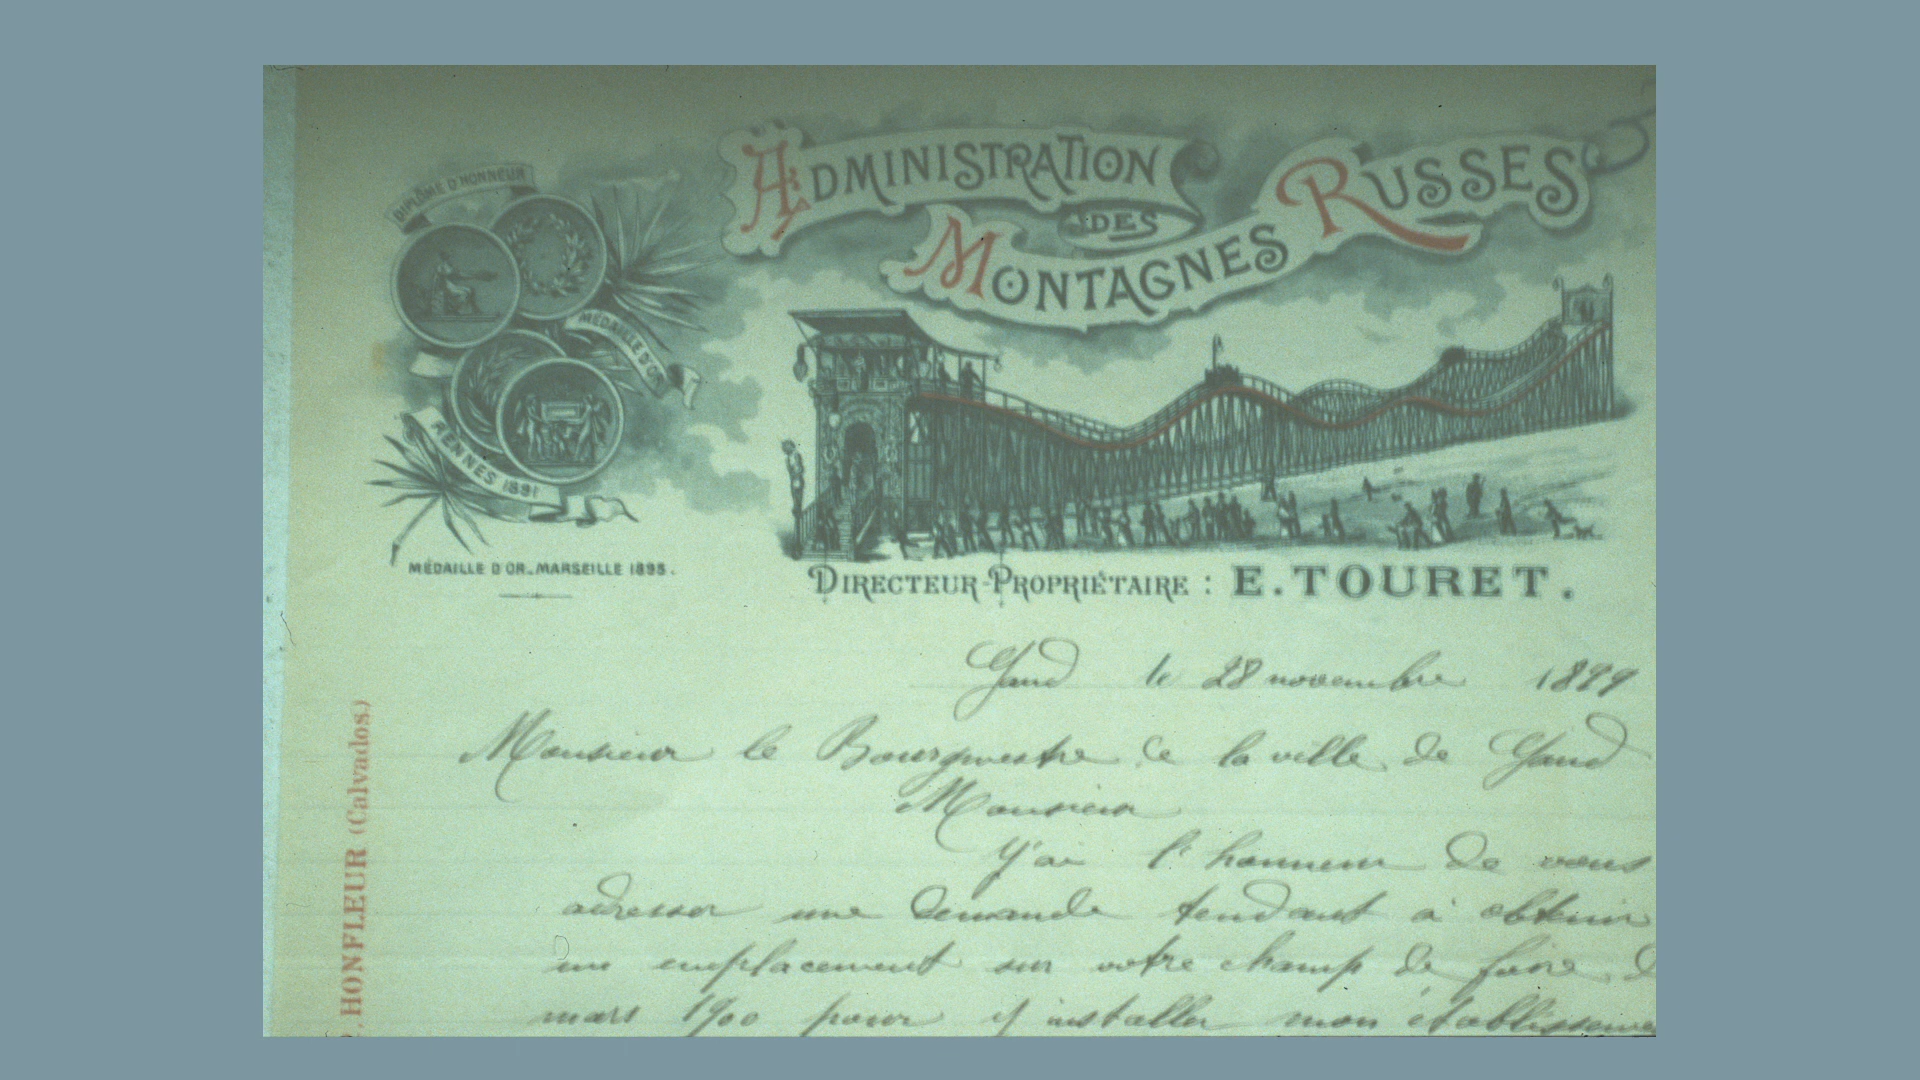 ADMINISTRATION
DES
MONTAGNES RUSSES
DIPLÔME D'HONNEUR
MÉDAILLE D'OR
RENNES 1891
MÉDAILLE D'OR_MARSEILLE 1895.
DIRECTEUR-PROPRIÉTAIRE : E. TOURET.
Gand le 28 novembre 1899
Monsieur le Bourgmestre de la ville de Gand
Monsieur
J'ai l'honneur de vous
adresser une demande tendant à obtenir
un emplacement sur votre champ de foire d
mars 1900 pour y installer mon établisseme
, HONFLEUR (Calvados.)